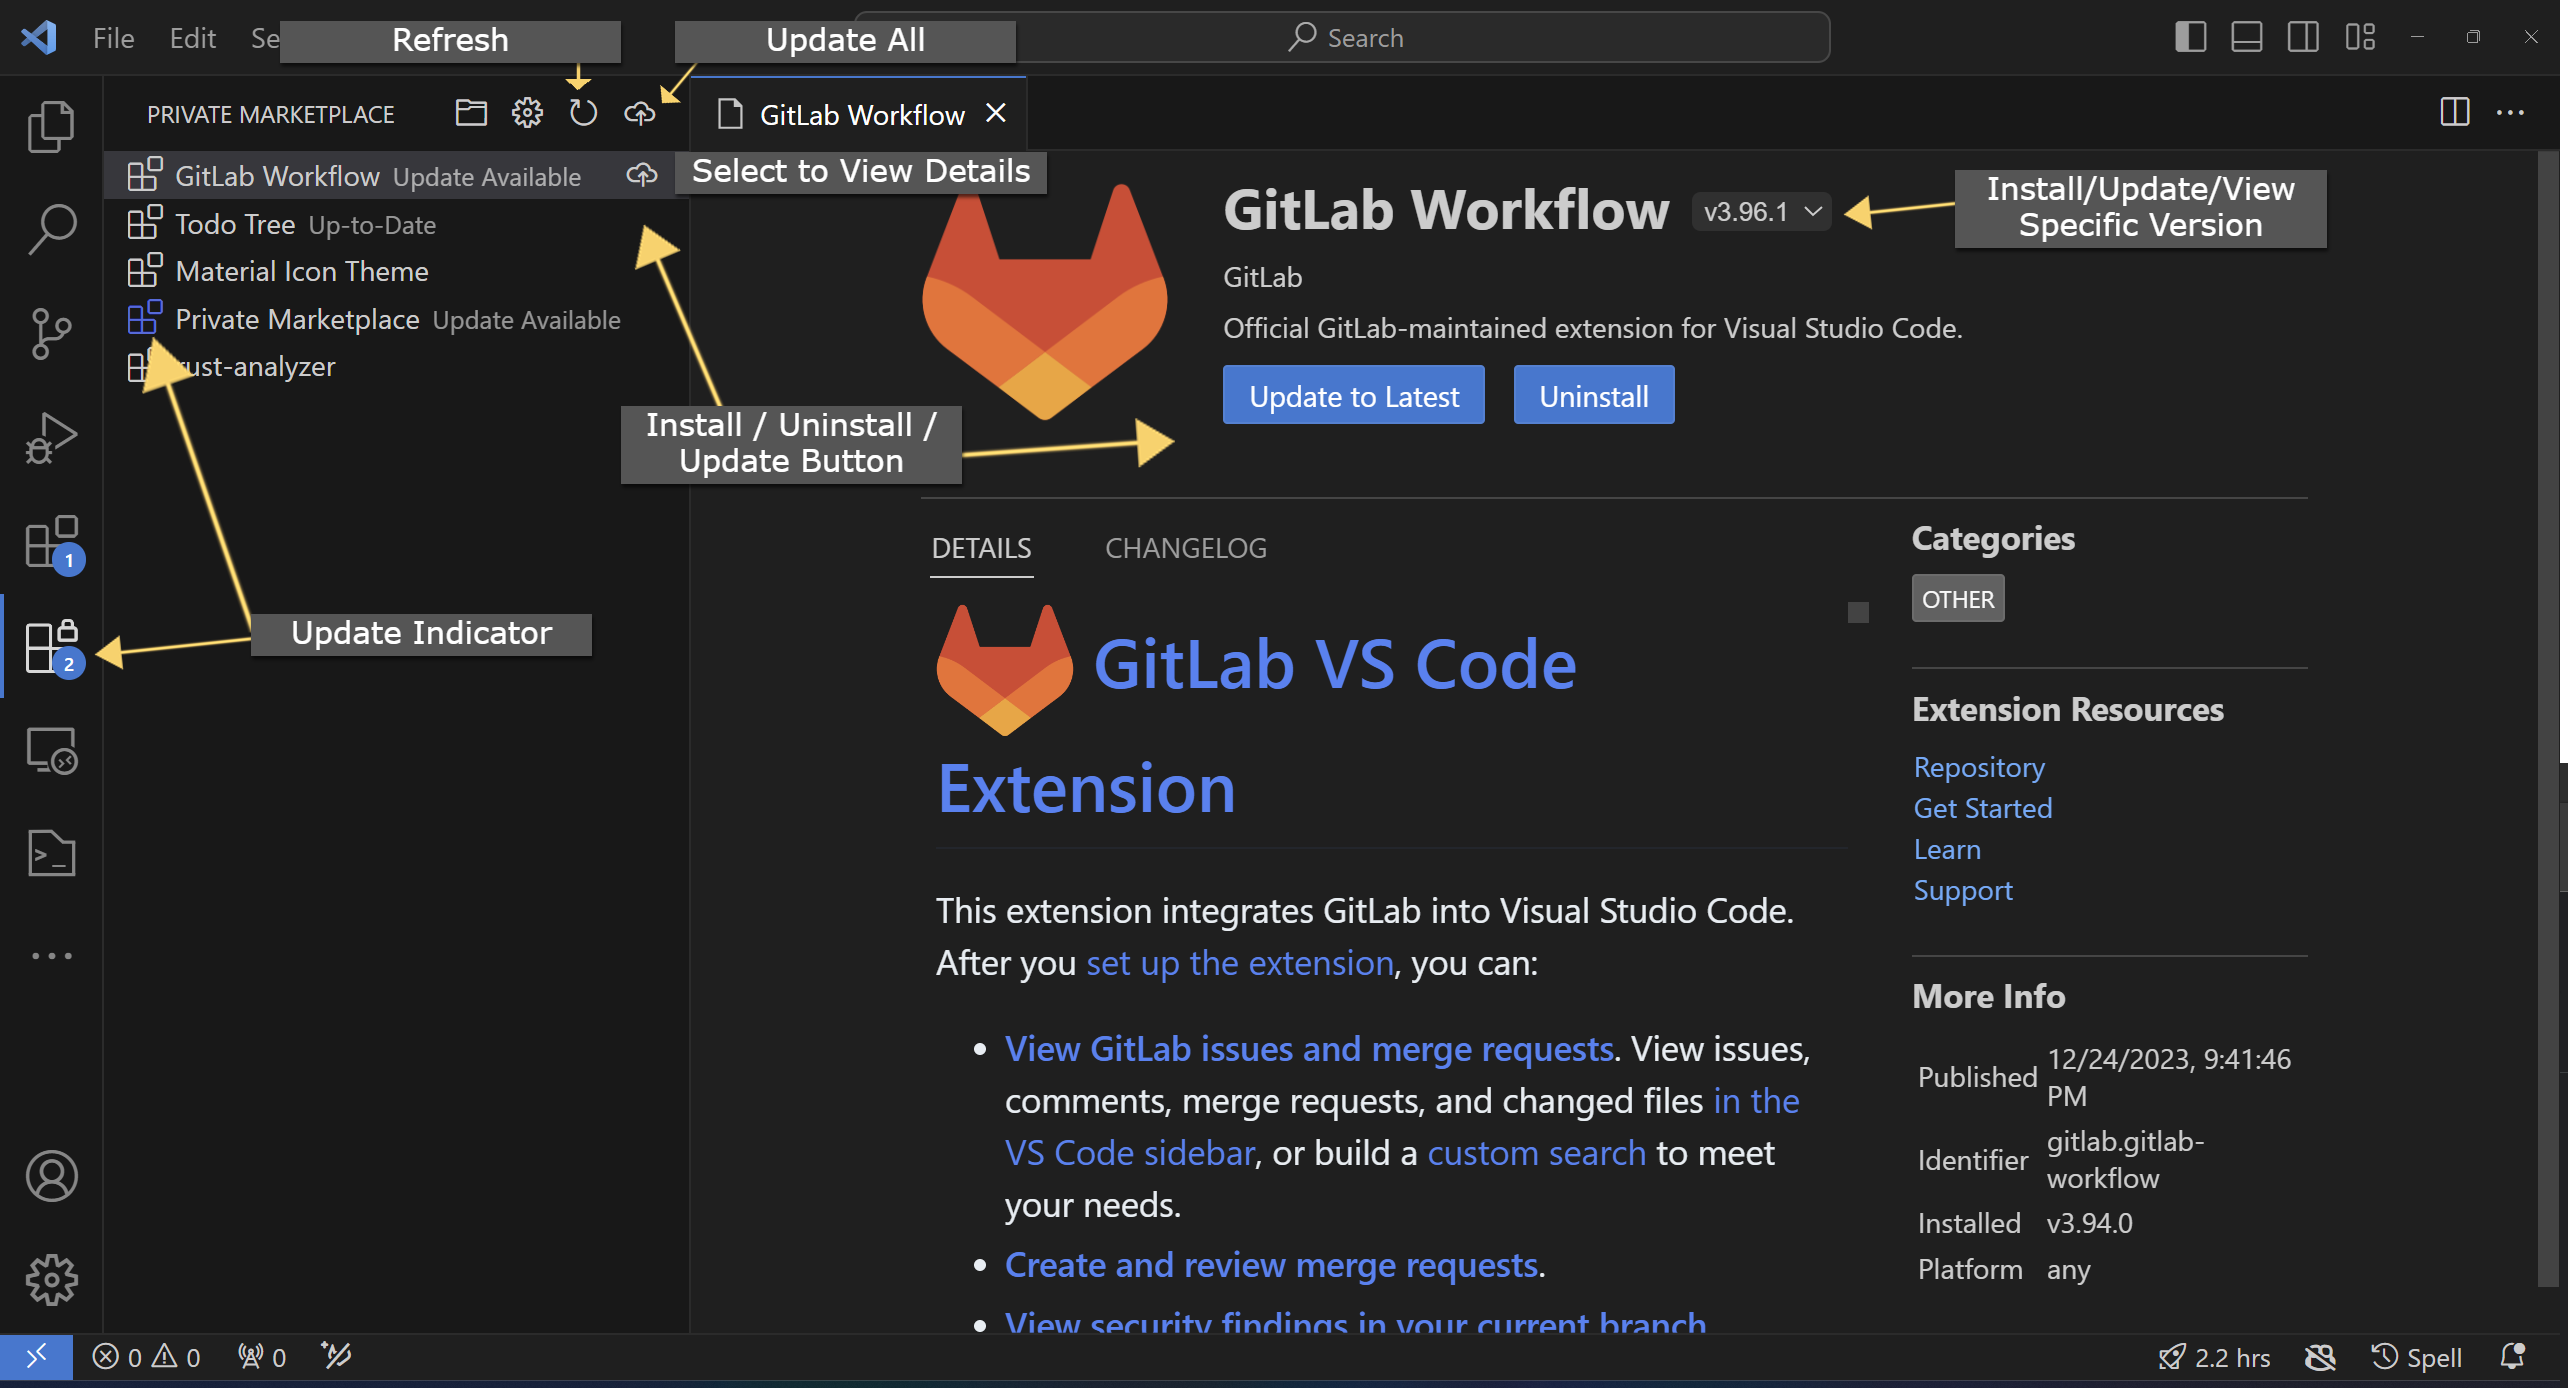 File Edit Se
Refresh
Update All
Search
PRIVATE MARKETPLACE
GitLab Workflow
GitLab Workflow Update Available
Todo Tree Up-to-Date
Material Icon Theme
Private Marketplace Update Available
ust-analyzer
Select to View Details
Install / Uninstall /
Update Button
Update Indicator
1
2
GitLab Workflow v3.96.1
Install/Update/View
Specific Version
GitLab
Official GitLab-maintained extension for Visual Studio Code.
Update to Latest Uninstall
DETAILS CHANGELOG
GitLab VS Code
Extension
This extension integrates GitLab into Visual Studio Code.
After you set up the extension, you can:
• View GitLab issues and merge requests. View issues,
comments, merge requests, and changed files in the
VS Code sidebar, or build a custom search to meet
your needs.
• Create and review merge requests.
• View security findings in your current branch
Categories
OTHER
Extension Resources
Repository
Get Started
Learn
Support
More Info
Published 12/24/2023, 9:41:46
PM
Identifier gitlab.gitlab-
workflow
Installed v3.94.0
Platform any
0 0 0
2.2 hrs Spell